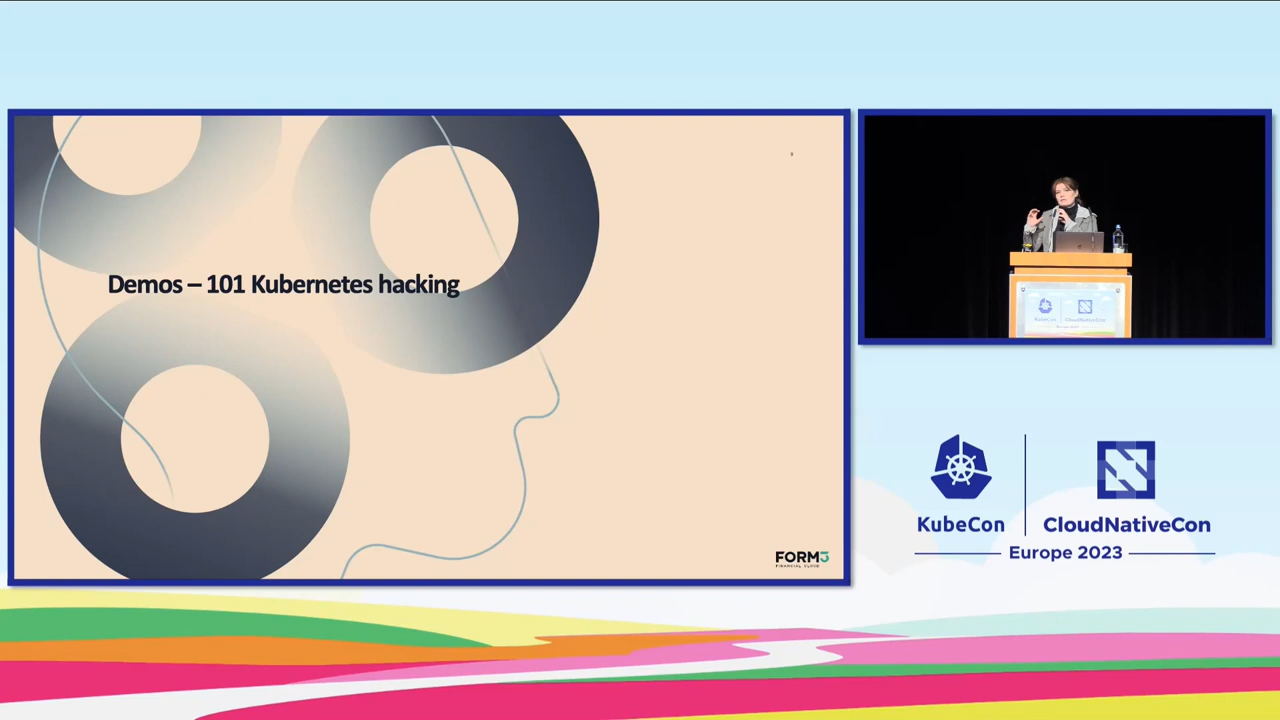 Demos – 101 Kubernetes hacking
FORM3
FINANCIAL CLOUD
KubeCon
CloudNativeCon
Europe 2023